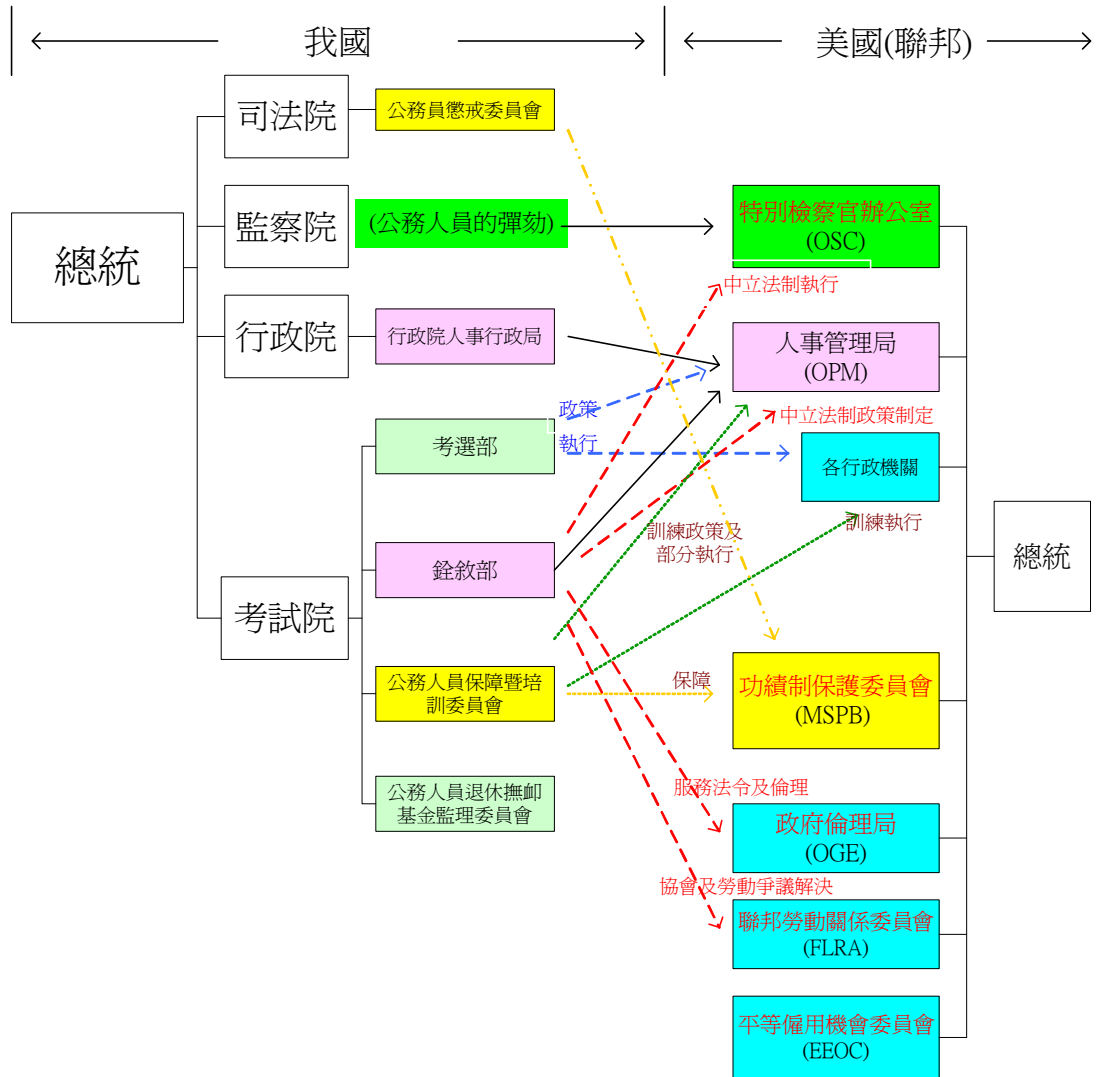 我國
美國(聯邦)
總統
司法院
公務員懲戒委員會
監察院
(公務人員的彈劾)
特別檢察官辦公室
(OSC)
中立法制執行
行政院
行政院人事行政局
人事管理局
(OPM)
政策
執行
中立法制政策制定
考選部
各行政機關
訓練執行
訓練政策及
部分執行
銓敘部
總統
考試院
公務人員保障暨培
訓委員會
保障
功績制保護委員會
(MSPB)
公務人員退休撫卹
基金監理委員會
服務法令及倫理
政府倫理局
(OGE)
協會及勞動爭議解決
聯邦勞動關係委員會
(FLRA)
平等僱用機會委員會
(EEOC)